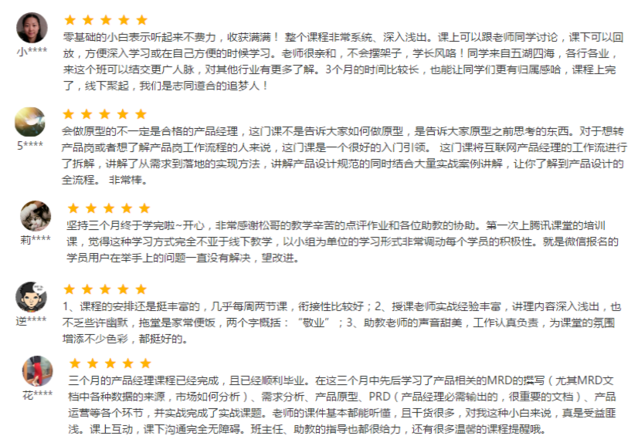 零基础的小白表示听起来不费力，收获满满！ 整个课程非常系统、深入浅出。课上可以跟老师同学讨论，课下可以回
放，方便深入学习或在自己方便的时候学习。老师很亲和，不会摆架子，学长风咯！同学来自五湖四海，各行各业，
来这个班可以结交更广人脉，对其他行业有更多了解。3个月的时间比较长，也能让同学们更有归属感哈，课程上完
了，线下聚起，我们是志同道合的追梦人！
小****
会做原型的不一定是合格的产品经理，这门课不是告诉大家如何做原型，是告诉大家原型之前思考的东西。对于想转
产品岗或者想了解产品岗工作流程的人来说，这门课是一个很好的入门引领。 这门课将互联网产品经理的工作流进行
了拆解，讲解了从需求到落地的实现方法，讲解产品设计规范的同时结合大量实战案例讲解，让你了解到产品设计的
全流程。 非常棒。
5****
坚持三个月终于学完啦~开心，非常感谢松哥的教学辛苦的点评作业和各位助教的协助。第一次上腾讯课堂的培训
课，觉得这种学习方式完全不亚于线下教学，以小组为单位的学习形式非常调动每个学员的积极性。就是微信报名的
学员用户在举手上的问题一直没有解决，望改进。
莉****
1、课程的安排还是挺丰富的，几乎每周两节课，衔接性比较好；2、授课老师实战经验丰富，讲理内容深入浅出，也
不乏些许幽默，拖堂是家常便饭，两个字概括：“敬业”；3、助教老师的声音甜美，工作认真负责，为课堂的氛围
增添不少色彩，都挺好的。
逆****
三个月的产品经理课程已经完成，且已经顺利毕业。在这三个月中先后学习了产品相关的MRD的撰写（尤其MRD文
档中各种数据的来源，市场如何分析）、需求分析、产品原型、PRD（产品经理必需输出的，很重要的文档）、产品
运营等各个环节，并实战完成了实战课题。老师的课件基本都能听懂，且干货很多，对我这种小白来说，真是受益匪
浅。课上互动，课下沟通完全无障碍。班主任、助教的指导也都很给力，还有很多温馨的课程提醒哦。
花****